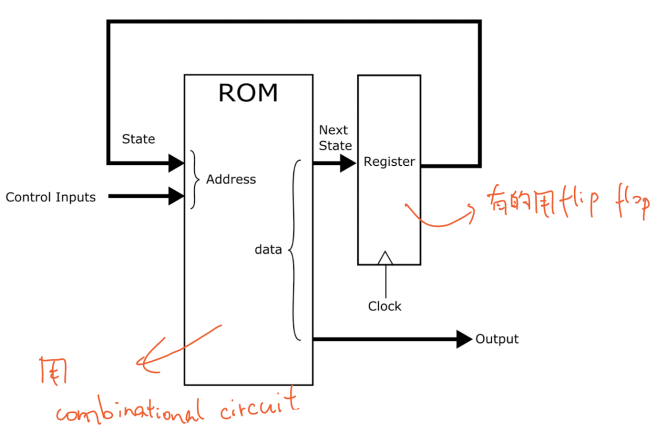 ROM
State
Next
State
Register
Address
Control Inputs
有的用flip flop
data
Clock
Output
用
combinational circuit